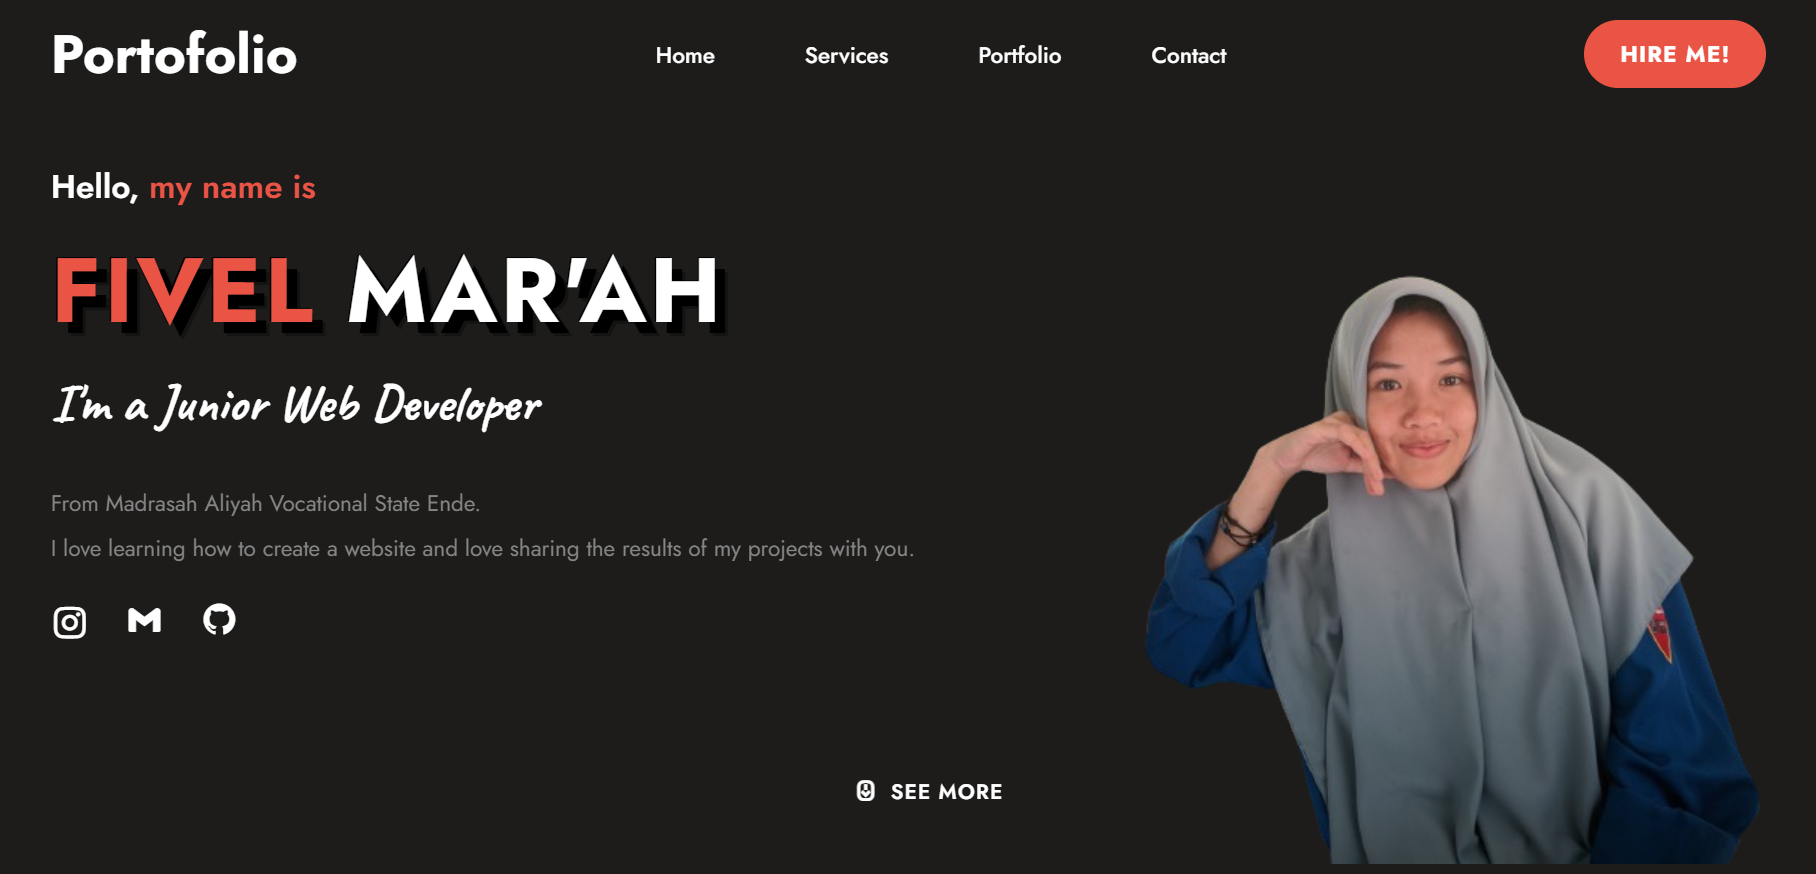 Portofolio
Home Services Portfolio Contact
HIRE ME!
Hello, my name is
FIVEL MAR'AH
I'm a Junior Web Developer
From Madrasah Aliyah Vocational State Ende.
I love learning how to create a website and love sharing the results of my projects with you.
SEE MORE